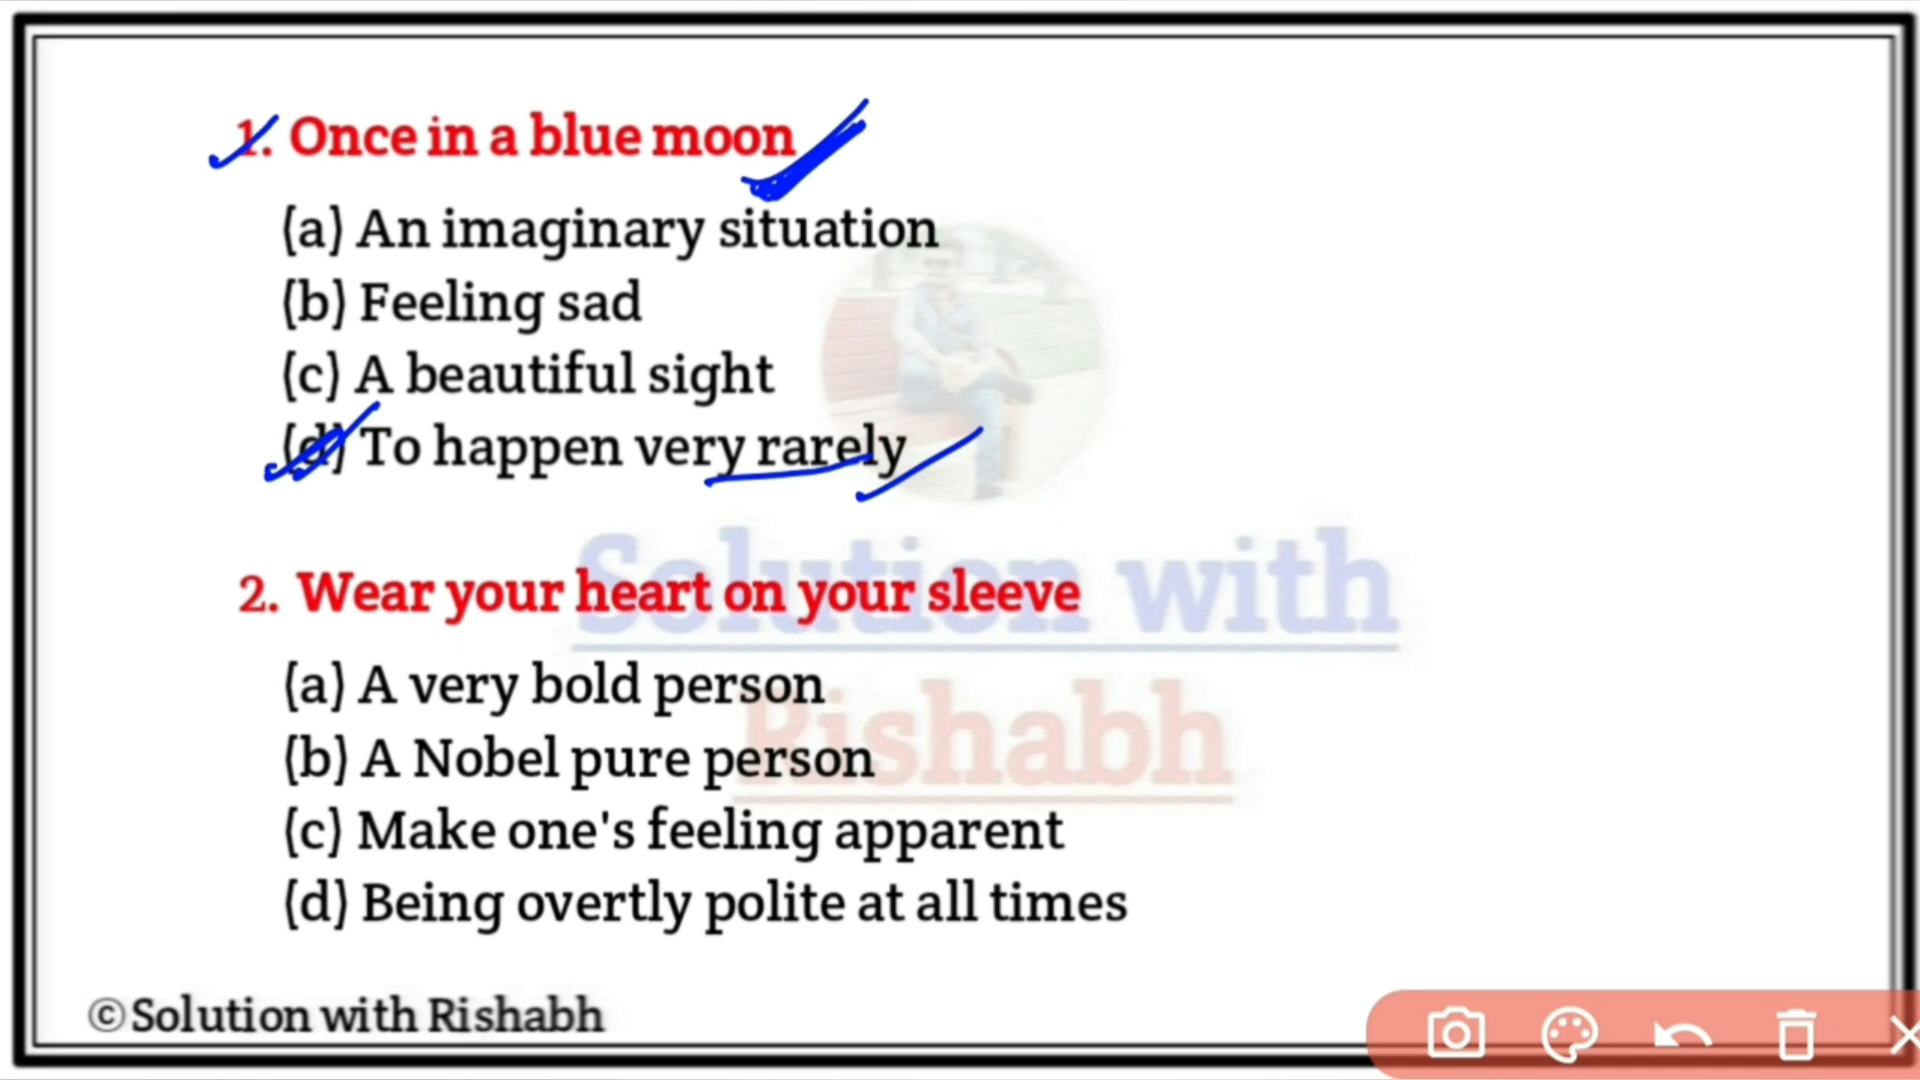 1. Once in a blue moon
(a) An imaginary situation
(b) Feeling sad
(c) A beautiful sight
(d) To happen very rarely
Solution with
Rishabh
2. Wear your heart on your sleeve
(a) A very bold person
(b) A Nobel pure person
(c) Make one's feeling apparent
(d) Being overtly polite at all times
©Solution with Rishabh